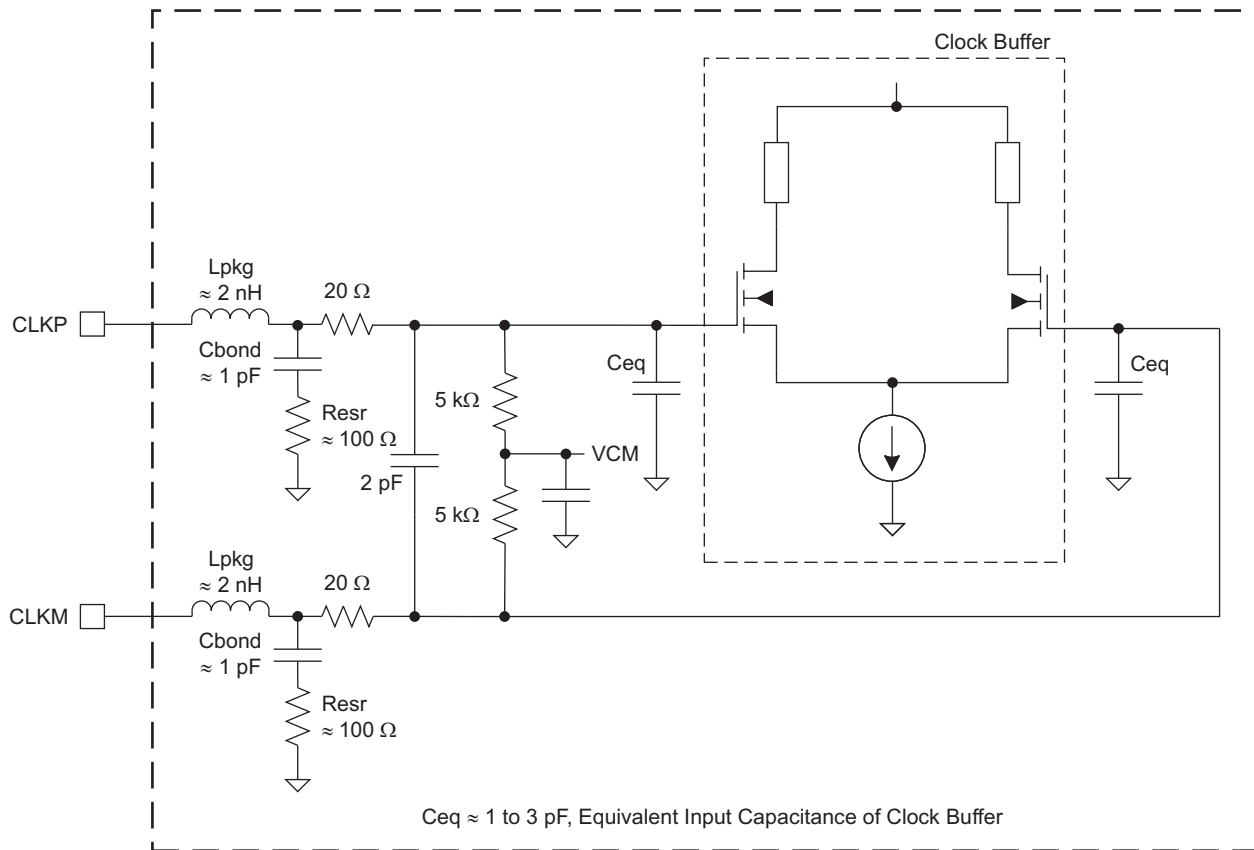 Clock Buffer
Lpkg
≈ 2 nH
20 Ω
CLKP
Cbond
≈ 1 pF
Resr
≈ 100 Ω
2 pF
5 kΩ
VCM
5 kΩ
Ceq
Ceq
Lpkg
≈ 2 nH
20 Ω
CLKM
Cbond
≈ 1 pF
Resr
≈ 100 Ω
Ceq ≈ 1 to 3 pF, Equivalent Input Capacitance of Clock Buffer